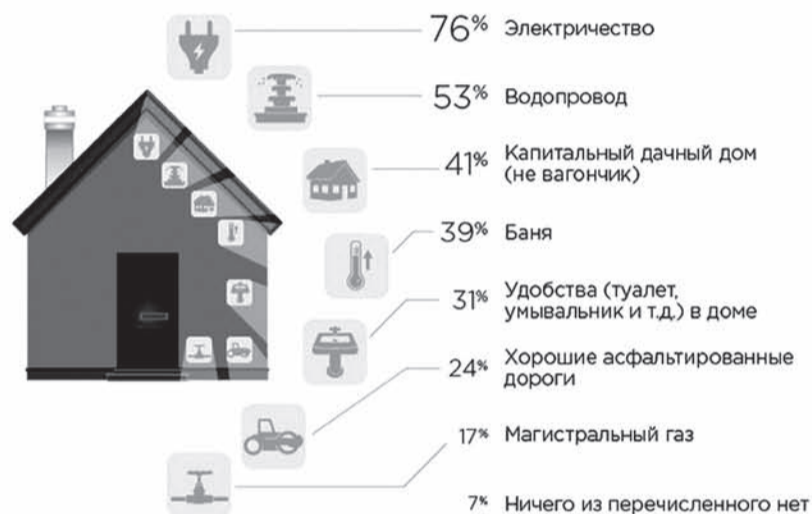 76% Электричество
53% Водопровод
41% Капитальный дачный дом
(не вагончик)
39% Баня
31% Удобства (туалет,
умывальник и т.д.) в доме
24% Хорошие асфальтированные
дороги
17% Магистральный газ
7% Ничего из перечисленного нет